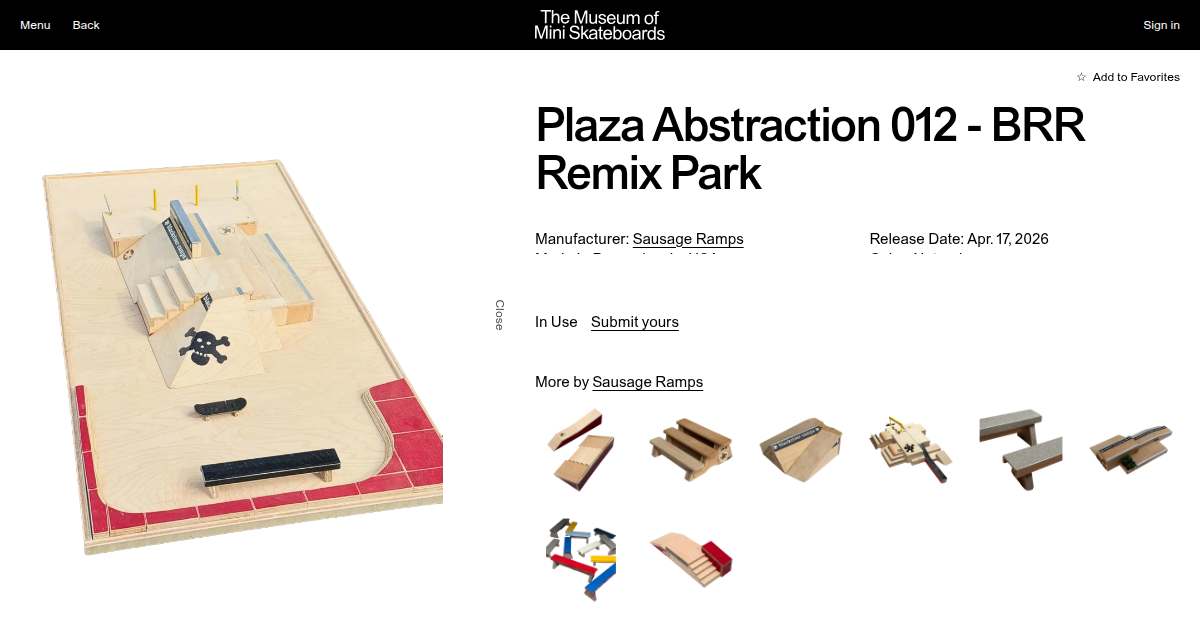 Menu
Back
The Museum of
Mini Skateboards
Sign in
☆ Add to Favorites
Plaza Abstraction 012 - BRR
Remix Park
Manufacturer: Sausage Ramps
Release Date: Apr. 17, 2026
Close
In Use Submit yours
More by Sausage Ramps